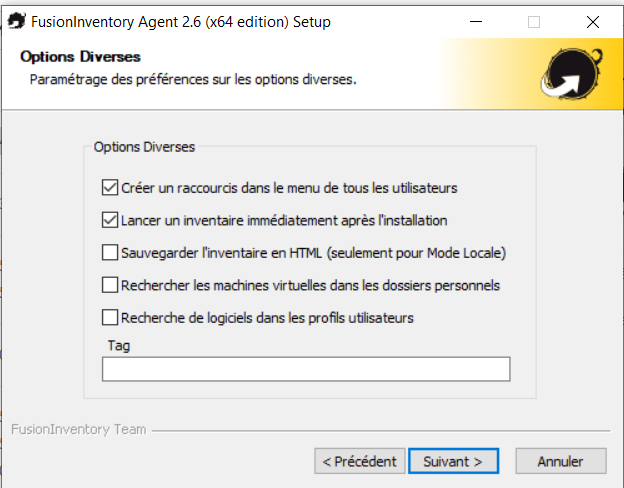 FusionInventory Agent 2.6 (x64 edition) Setup
Options Diverses
Paramétrage des préférences sur les options diverses.
Options Diverses
Créer un raccourcis dans le menu de tous les utilisateurs
Lancer un inventaire immédiatement après l'installation
Sauvegarder l'inventaire en HTML (seulement pour Mode Locale)
Rechercher les machines virtuelles dans les dossiers personnels
Recherche de logiciels dans les profils utilisateurs
Tag
FusionInventory Team
< Précédent Suivant > Annuler